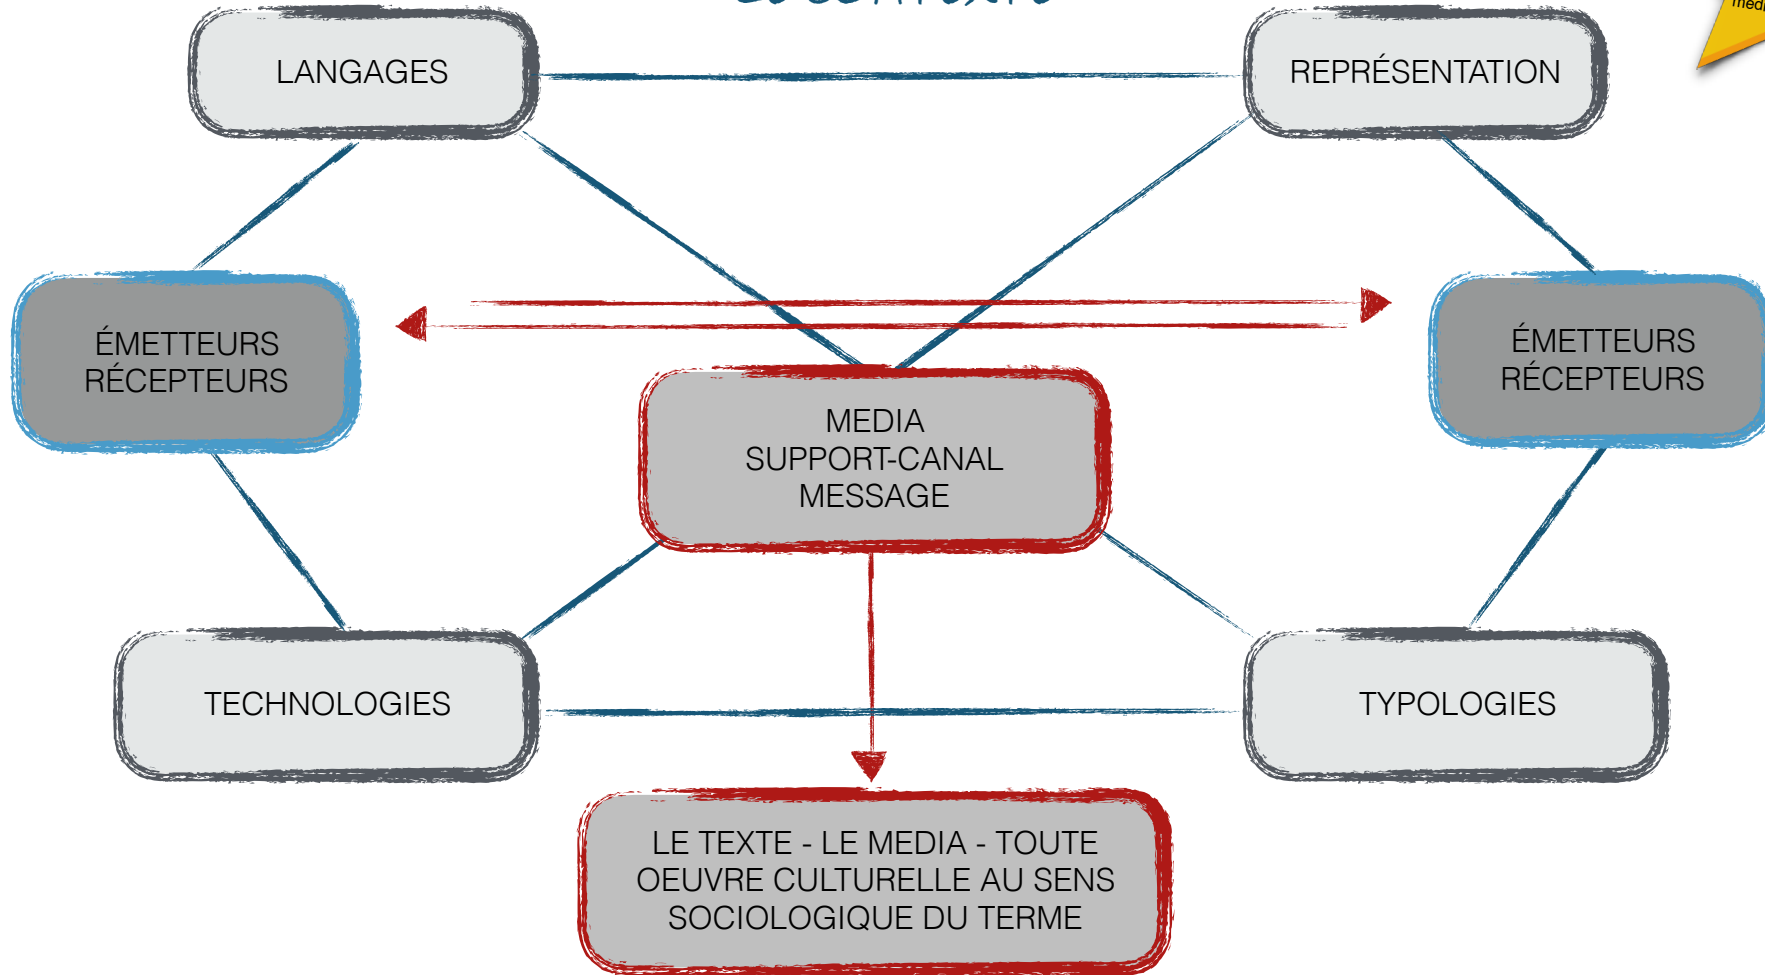 LANGAGES
REPRÉSENTATION
ÉMETTEURS
RÉCEPTEURS
ÉMETTEURS
RÉCEPTEURS
MEDIA
SUPPORT-CANAL
MESSAGE
TECHNOLOGIES
TYPOLOGIES
LE TEXTE - LE MEDIA - TOUTE
OEUVRE CULTURELLE AU SENS
SOCIOLOGIQUE DU TERME